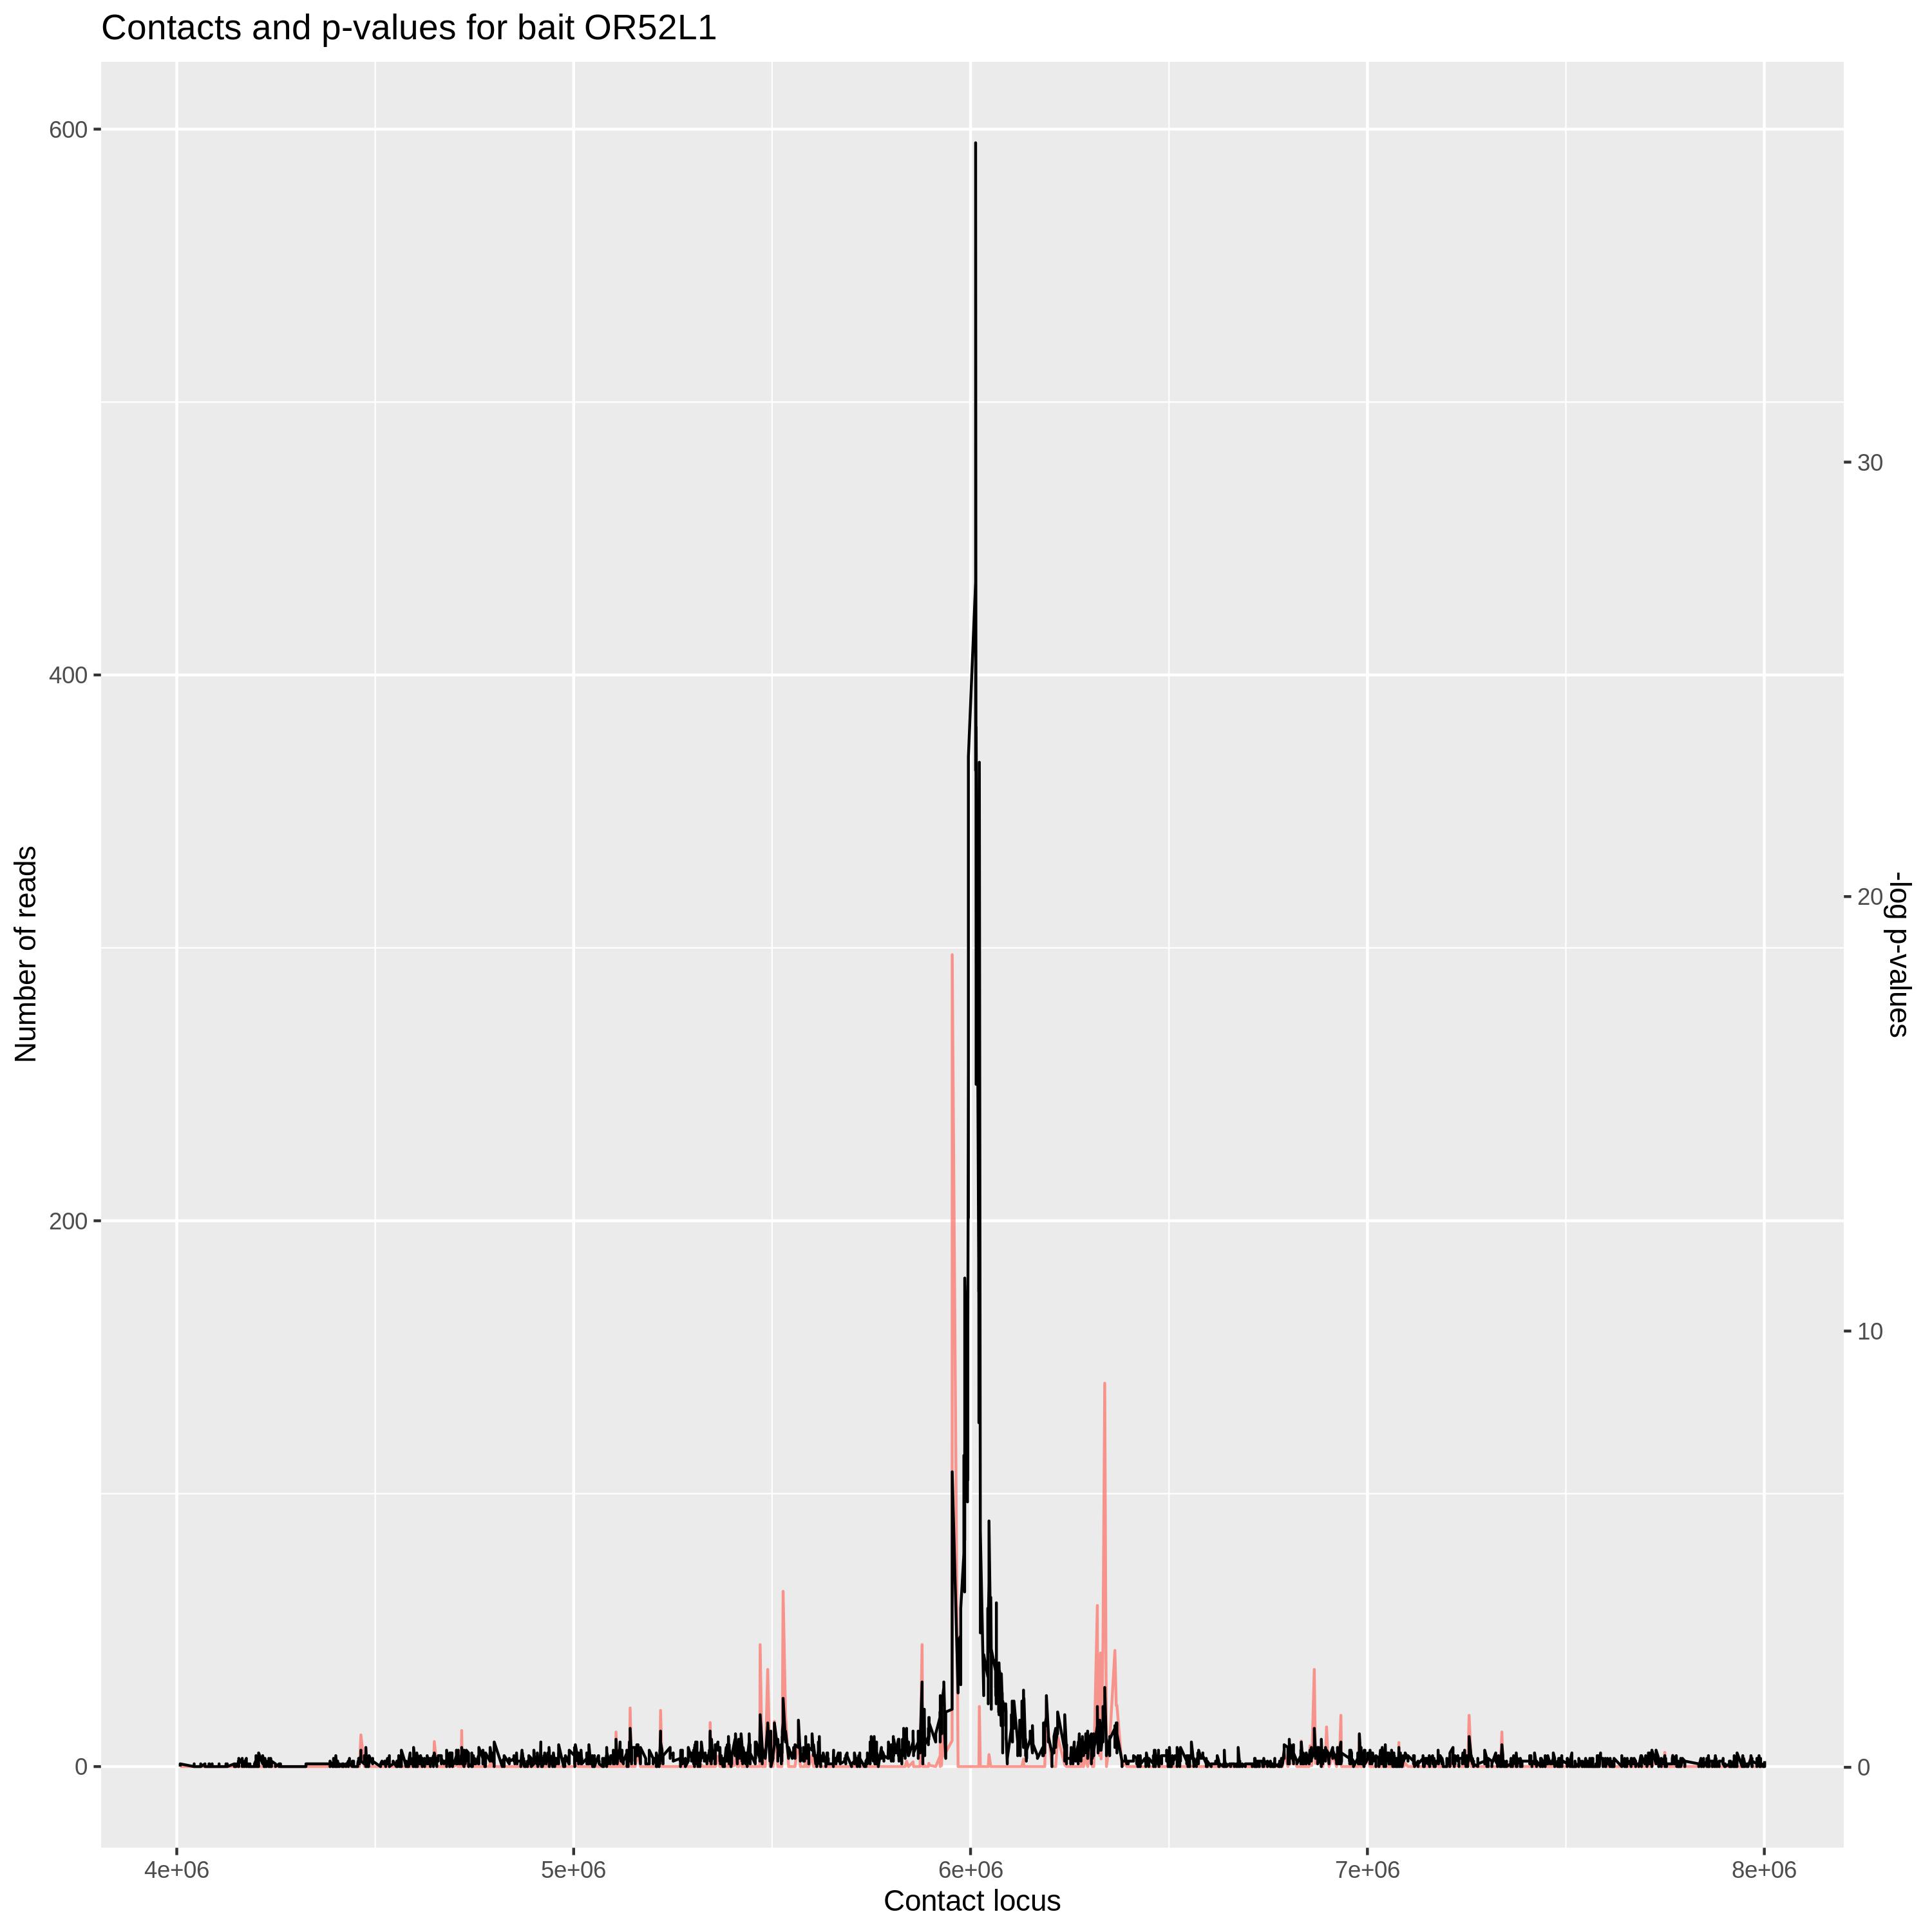 Contacts and p-values for bait OR52L1
600
400
200
0
Number of reads
30
20
10
0
-log p-values
4e+06
5e+06
6e+06
7e+06
8e+06
Contact locus